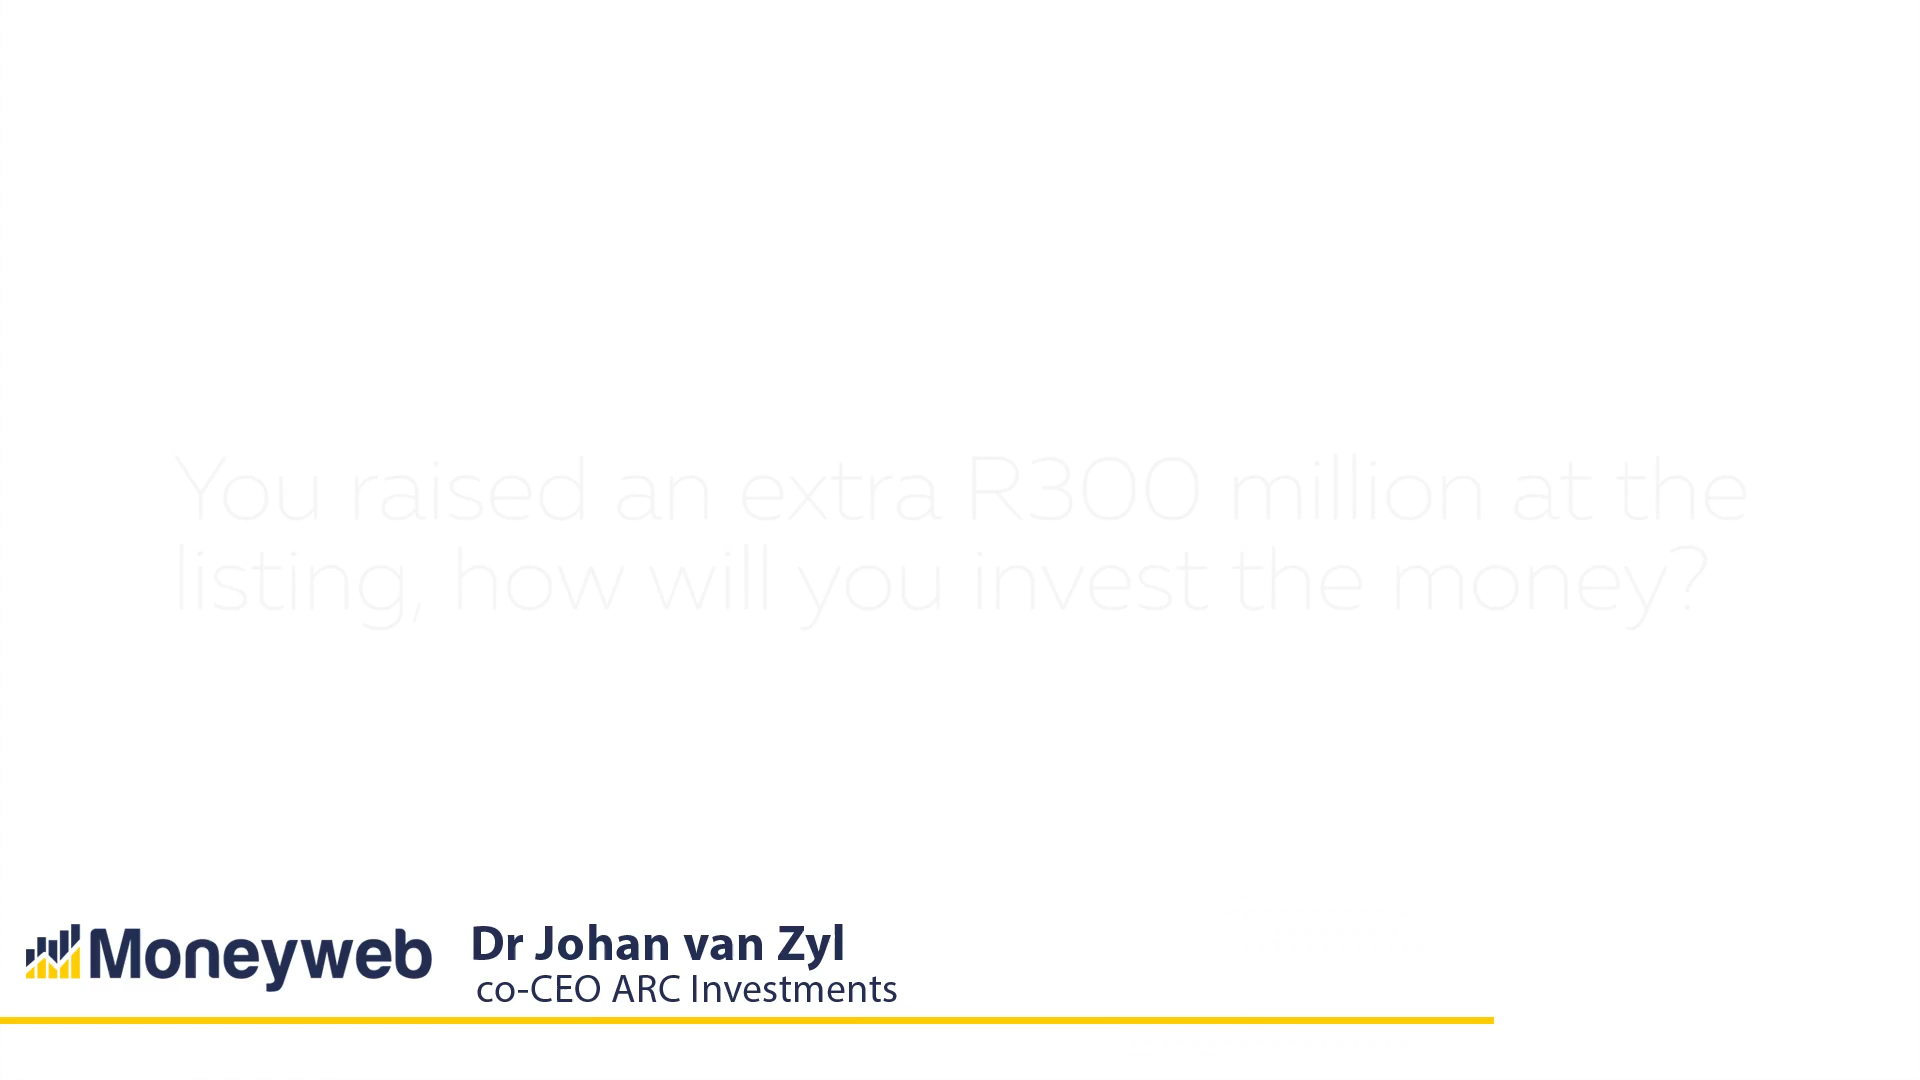 You raised an extra R300 million at the
listing, how will you invest the money?
Moneyweb
Dr Johan van Zyl
co-CEO ARC Investments